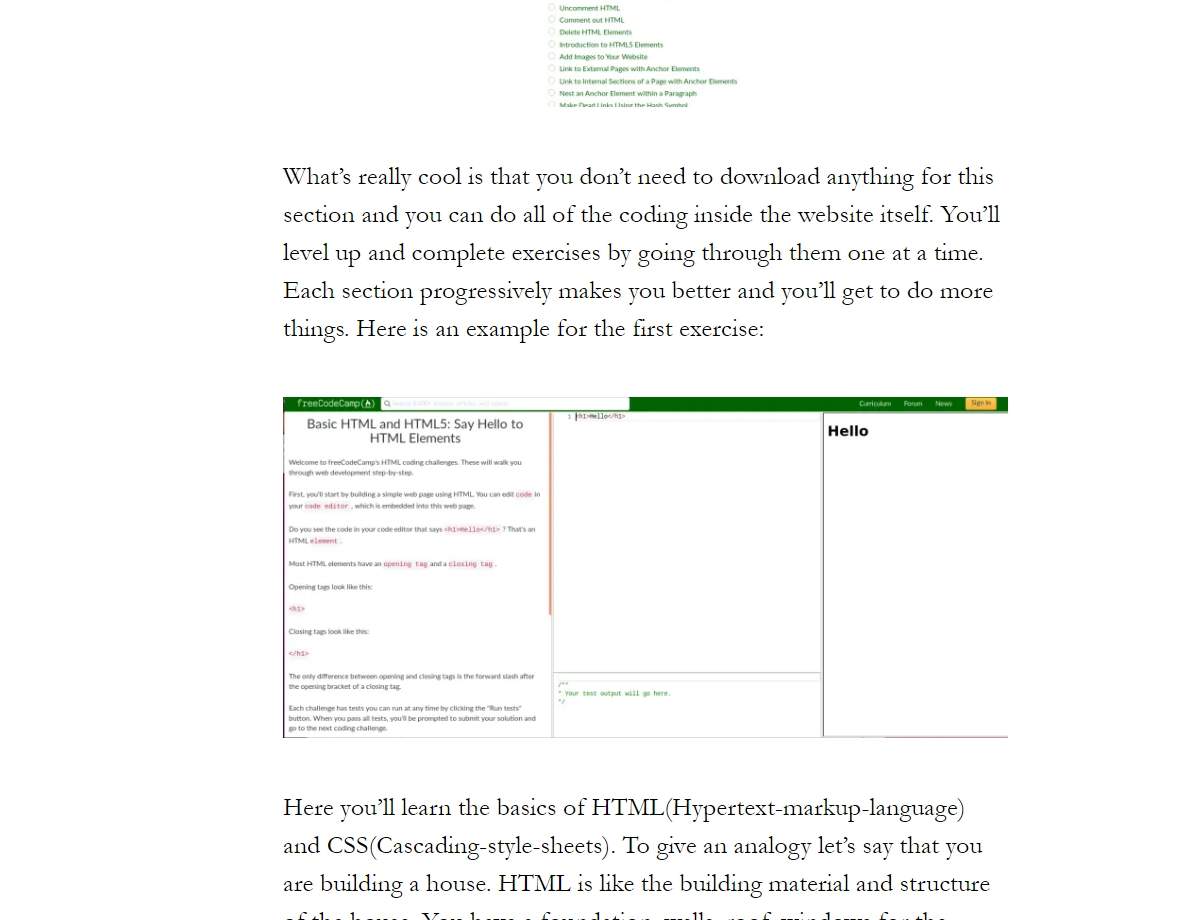 Uncomment HTML
Comment out HTML
Delete HTML Elements
Introduction to HTML5 Elements
Add Images to Your Website
Link to External Pages with Anchor Elements
Link to Internal Sections of a Page with Anchor Elements
Nest an Anchor Element within a Paragraph
Make Dead Links Using the Hash Symbol
What’s really cool is that you don’t need to download anything for this
section and you can do all of the coding inside the website itself. You’ll
level up and complete exercises by going through them one at a time.
Each section progressively makes you better and you’ll get to do more
things. Here is an example for the first exercise:
freeCodeCamp
Curriculum Forum News Sign In
Basic HTML and HTML5: Say Hello to
HTML Elements
Welcome to freeCodeCamp's HTML coding challenges. These will walk you
through web development step-by-step.
First, you'll start by building a simple web page using HTML. You can edit code in
your code editor , which is embedded into this web page.
Do you see the code in your code editor that says <h1>Hello</h1> ? That's an
HTML element .
Most HTML elements have an opening tag and a closing tag .
Opening tags look like this:
<h1>
Closing tags look like this:
</h1>
The only difference between opening and closing tags is the forward slash after
the opening bracket of a closing tag.
Each challenge has tests you can run at any time by clicking the "Run tests"
button. When you pass all tests, you'll be prompted to submit your solution and
go to the next coding challenge.
1 <h1>Hello</h1>
/**
* Your test output will go here.
*/
Hello
Here you’ll learn the basics of HTML(Hypertext-markup-language)
and CSS(Cascading-style-sheets). To give an analogy let’s say that you
are building a house. HTML is like the building material and structure
of the house. You have a foundation, walls, roof, windows for the